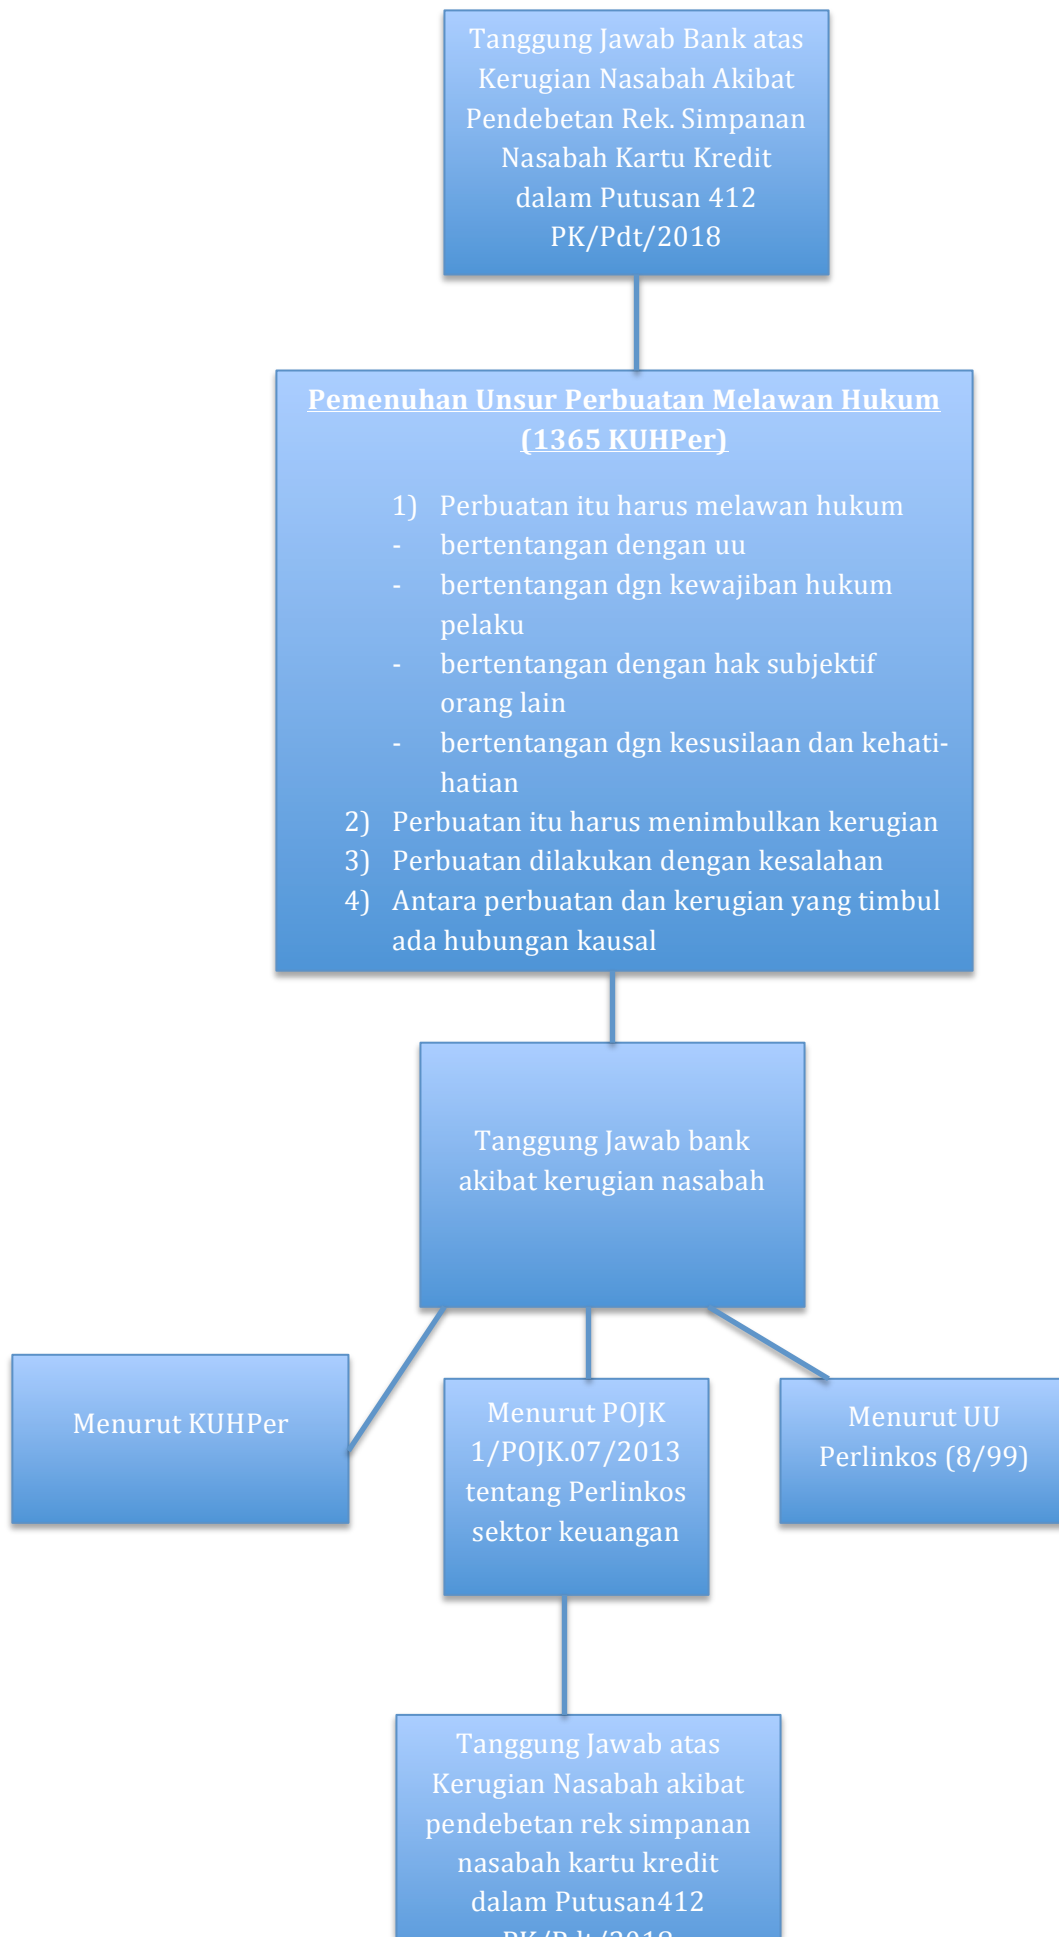 Tanggung Jawab Bank atas
Kerugian Nasabah Akibat
Pendebetan Rek. Simpanan
Nasabah Kartu Kredit
dalam Putusan 412
PK/Pdt/2018
Pemenuhan Unsur Perbuatan Melawan Hukum
(1365 KUHPer)
1) Perbuatan itu harus melawan hukum
- bertentangan dengan uu
- bertentangan dgn kewajiban hukum
pelaku
- bertentangan dengan hak subjektif
orang lain
- bertentangan dgn kesusilaan dan kehati-
hatian
2) Perbuatan itu harus menimbulkan kerugian
3) Perbuatan dilakukan dengan kesalahan
4) Antara perbuatan dan kerugian yang timbul
ada hubungan kausal
Tanggung Jawab bank
akibat kerugian nasabah
Menurut KUHPer
Menurut POJK
1/POJK.07/2013
tentang Perlinkos
sektor keuangan
Menurut UU
Perlinkos (8/99)
Tanggung Jawab atas
Kerugian Nasabah akibat
pendebetan rek simpanan
nasabah kartu kredit
dalam Putusan412
PK/Pdt/2018